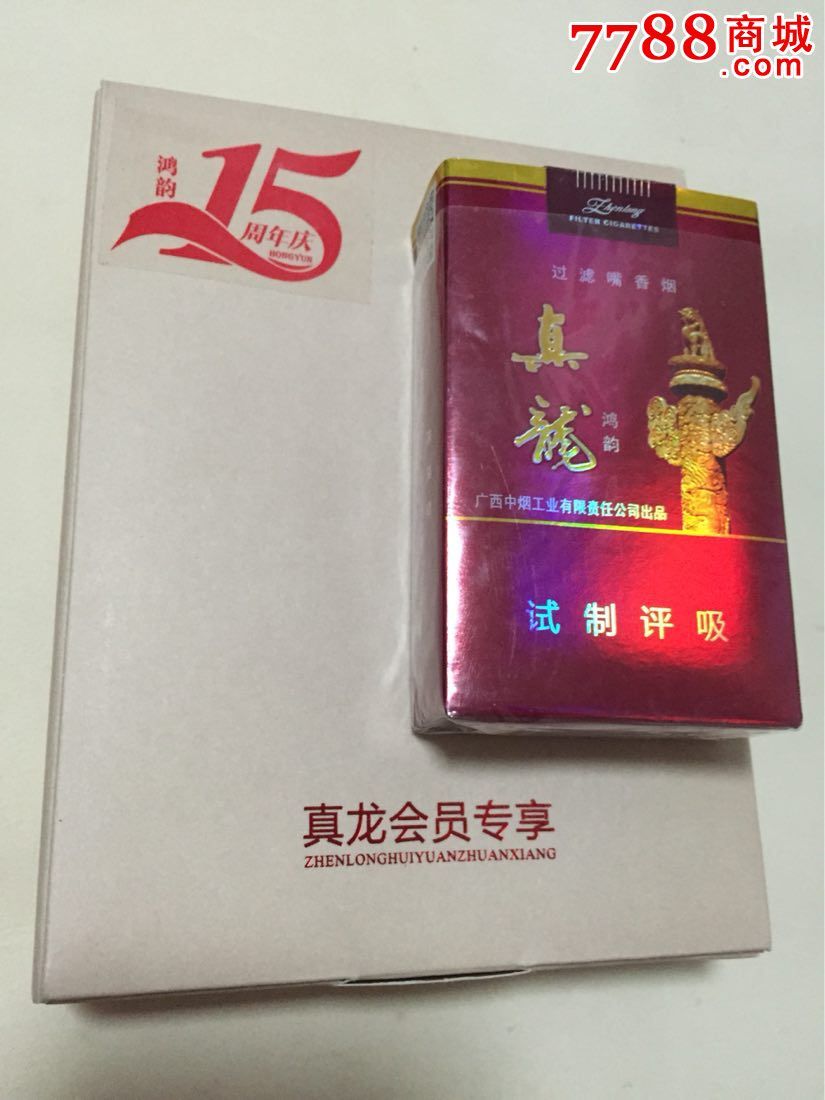 7788商城
.com
鸿韵
15
周年庆
HONGYUN
Zhenlong
FILTER CIGARETTES
过滤嘴香烟
真
龍
鸿韵
广西中烟工业有限责任公司出品
试制评吸
真龙会员专享
ZHENLONGHUIYUANZHUANXIANG